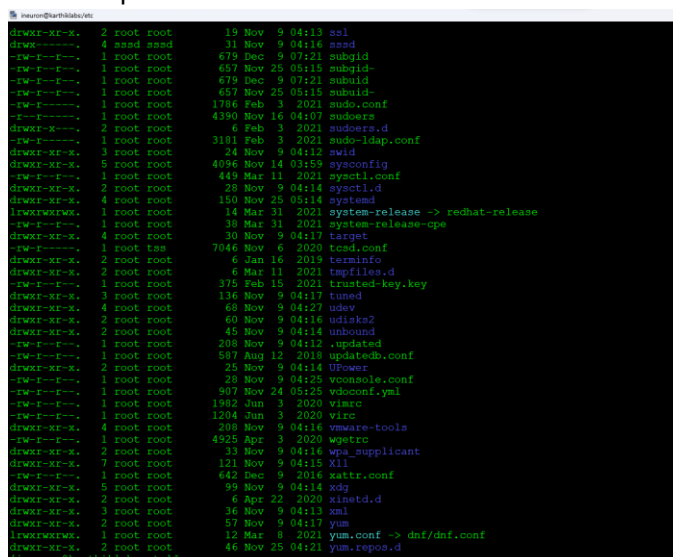 ineuron@karthiklabs:/etc
drwxr-xr-x.  2 root root     19 Nov  9 04:13 ssl
drwx------.  4 sssd sssd     31 Nov  9 04:16 sssd
-rw-r--r--.  1 root root    679 Dec  9 07:21 subgid
-rw-r--r--.  1 root root    657 Nov 25 05:15 subgid-
-rw-r--r--.  1 root root    679 Dec  9 07:21 subuid
-rw-r--r--.  1 root root    657 Nov 25 05:15 subuid-
-rw-r-----.  1 root root   1786 Feb  3  2021 sudo.conf
-r--r-----.  1 root root   4390 Nov 16 04:07 sudoers
drwxr-x---.  2 root root      6 Feb  3  2021 sudoers.d
-rw-r-----.  1 root root   3181 Feb  3  2021 sudo-ldap.conf
drwxr-xr-x.  3 root root     24 Nov  9 04:12 swid
drwxr-xr-x.  5 root root   4096 Nov 14 03:59 sysconfig
-rw-r--r--.  1 root root    449 Mar 11  2021 sysctl.conf
drwxr-xr-x.  2 root root     28 Nov  9 04:14 sysctl.d
drwxr-xr-x.  4 root root    150 Nov 25 05:14 systemd
lrwxrwxrwx.  1 root root     14 Mar 31  2021 system-release -> redhat-release
-rw-r--r--.  1 root root     38 Mar 31  2021 system-release-cpe
drwxr-xr-x.  4 root root     30 Nov  9 04:17 target
-rw-r-----.  1 root tss    7046 Nov  6  2020 tcsd.conf
drwxr-xr-x.  2 root root      6 Jan 16  2019 terminfo
drwxr-xr-x.  2 root root      6 Mar 11  2021 tmpfiles.d
-rw-r--r--.  1 root root    375 Feb 15  2021 trusted-key.key
drwxr-xr-x.  3 root root    136 Nov  9 04:17 tuned
drwxr-xr-x.  4 root root     68 Nov  9 04:27 udev
drwxr-xr-x.  2 root root     60 Nov  9 04:16 udisks2
drwxr-xr-x.  2 root root     45 Nov  9 04:14 unbound
-rw-r--r--.  1 root root    208 Nov  9 04:12 .updated
-rw-r--r--.  1 root root    587 Aug 12  2018 updatedb.conf
drwxr-xr-x.  2 root root     25 Nov  9 04:14 UPower
-rw-r--r--.  1 root root     28 Nov  9 04:25 vconsole.conf
-rw-r--r--.  1 root root    907 Nov 24 05:25 vdoconf.yml
-rw-r--r--.  1 root root   1982 Jun  3  2020 vimrc
-rw-r--r--.  1 root root   1204 Jun  3  2020 virc
drwxr-xr-x.  4 root root    208 Nov  9 04:16 vmware-tools
-rw-r--r--.  1 root root   4925 Apr  3  2020 wgetrc
drwxr-xr-x.  2 root root     33 Nov  9 04:16 wpa_supplicant
drwxr-xr-x.  7 root root    121 Nov  9 04:15 X11
-rw-r--r--.  1 root root    642 Dec  9  2016 xattr.conf
drwxr-xr-x.  5 root root     99 Nov  9 04:14 xdg
drwxr-xr-x.  2 root root      6 Apr 22  2020 xinetd.d
drwxr-xr-x.  3 root root     36 Nov  9 04:13 xml
drwxr-xr-x.  2 root root     57 Nov  9 04:17 yum
lrwxrwxrwx.  1 root root     12 Mar  8  2021 yum.conf -> dnf/dnf.conf
drwxr-xr-x.  2 root root     46 Nov 25 04:21 yum.repos.d